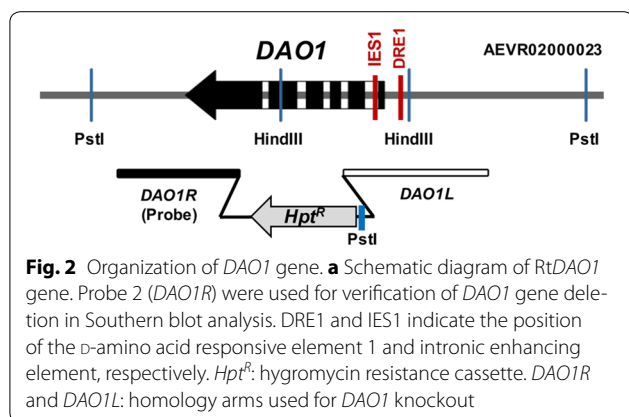 DAO1
IES1
DRE1
AEVR02000023
PstI
HindIII
HindIII
PstI
DAO1R
(Probe)
Hpt^R
DAO1L
PstI
Fig. 2 Organization of DAO1 gene. a Schematic diagram of RtDAO1
gene. Probe 2 (DAO1R) were used for verification of DAO1 gene dele-
tion in Southern blot analysis. DRE1 and IES1 indicate the position
of the D-amino acid responsive element 1 and intronic enhancing
element, respectively. Hpt^R: hygromycin resistance cassette. DAO1R
and DAO1L: homology arms used for DAO1 knockout